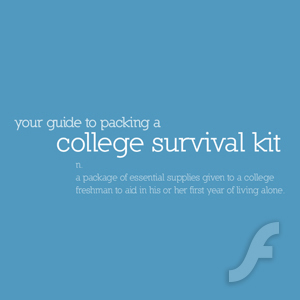 your guide to packing a
college survival kit
n.
a package of essential supplies given to a college
freshman to aid in his or her first year of living alone.
f